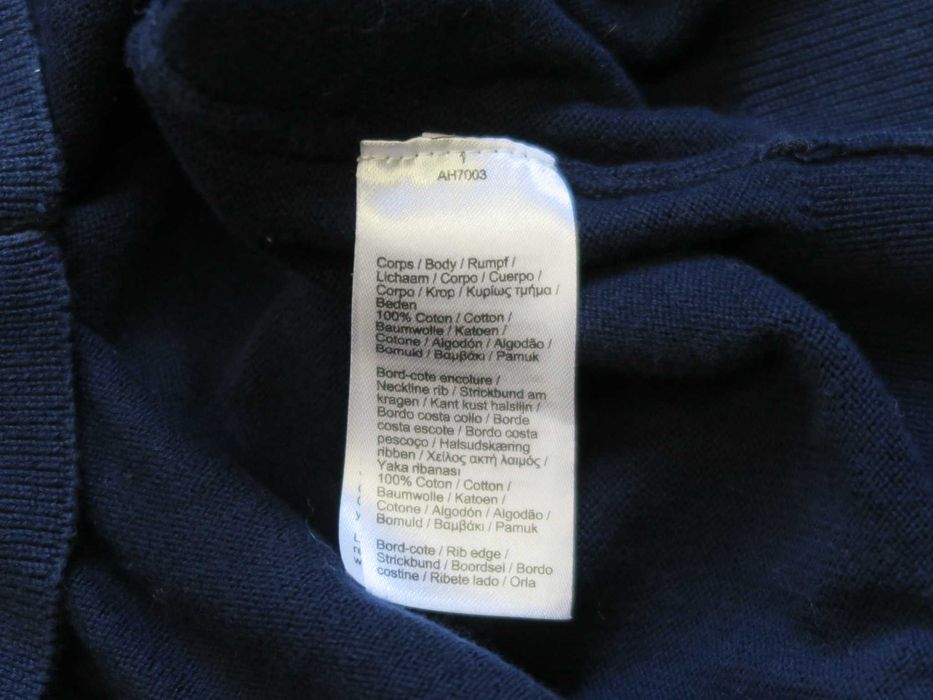 1
AH7003
Corps / Body / Rumpf /
Lichaam / Corpo / Cuerpo /
Corpo / Krop / Κυρίως τμήμα /
Beden
100% Coton / Cotton /
Baumwolle / Katoen /
Cotone / Algodón / Algodão /
Bomuld / Βαμβάκι / Pamuk
Bord-cote encolure /
Neckline rib / Strickbund am
kragen / Kant kust halslijn /
Bordo costa collo / Borde
costa escote / Bordo costa
pescoço / Halsudskæring
ribben / Χείλος ακτή λαιμός /
Yaka ribanası
100% Coton / Cotton /
Baumwolle / Katoen /
Cotone / Algodón / Algodão /
Bomuld / Βαμβάκι / Pamuk
Bord-cote / Rib edge /
Strickbund / Boordsel / Bordo
costine / Ribete lado / Orla